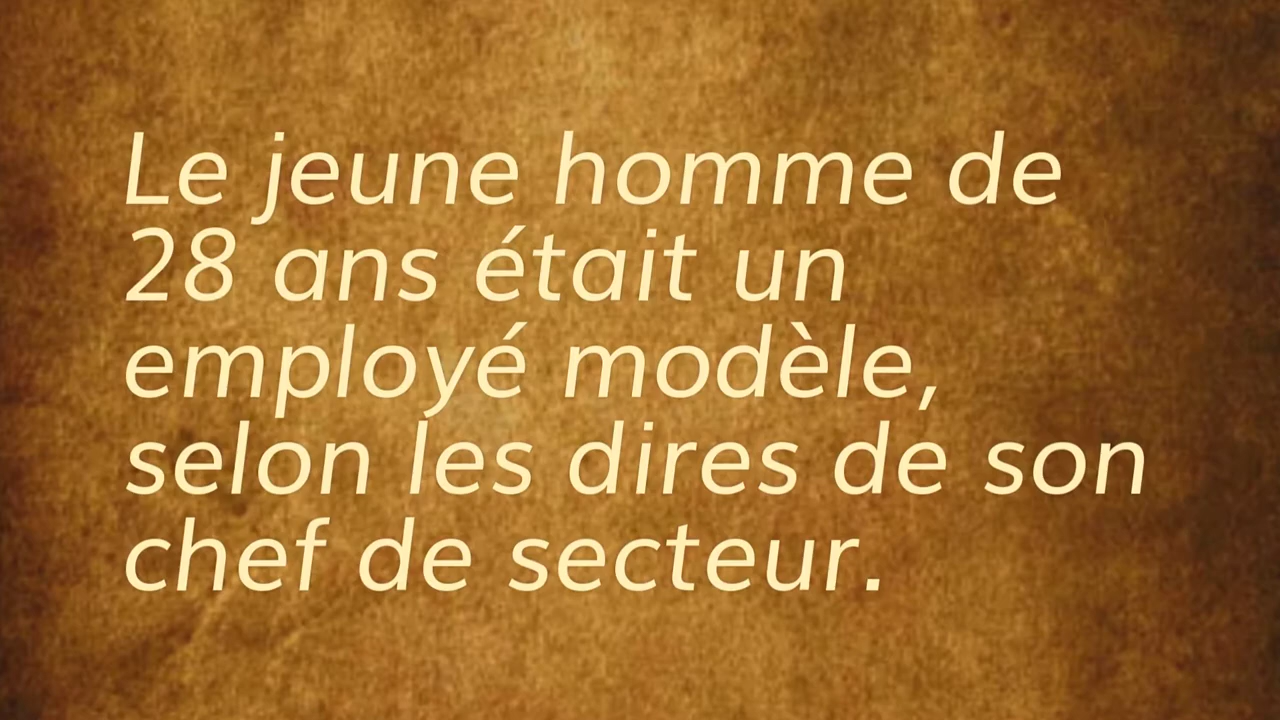 Le jeune homme de
28 ans était un
employé modèle,
selon les dires de son
chef de secteur.